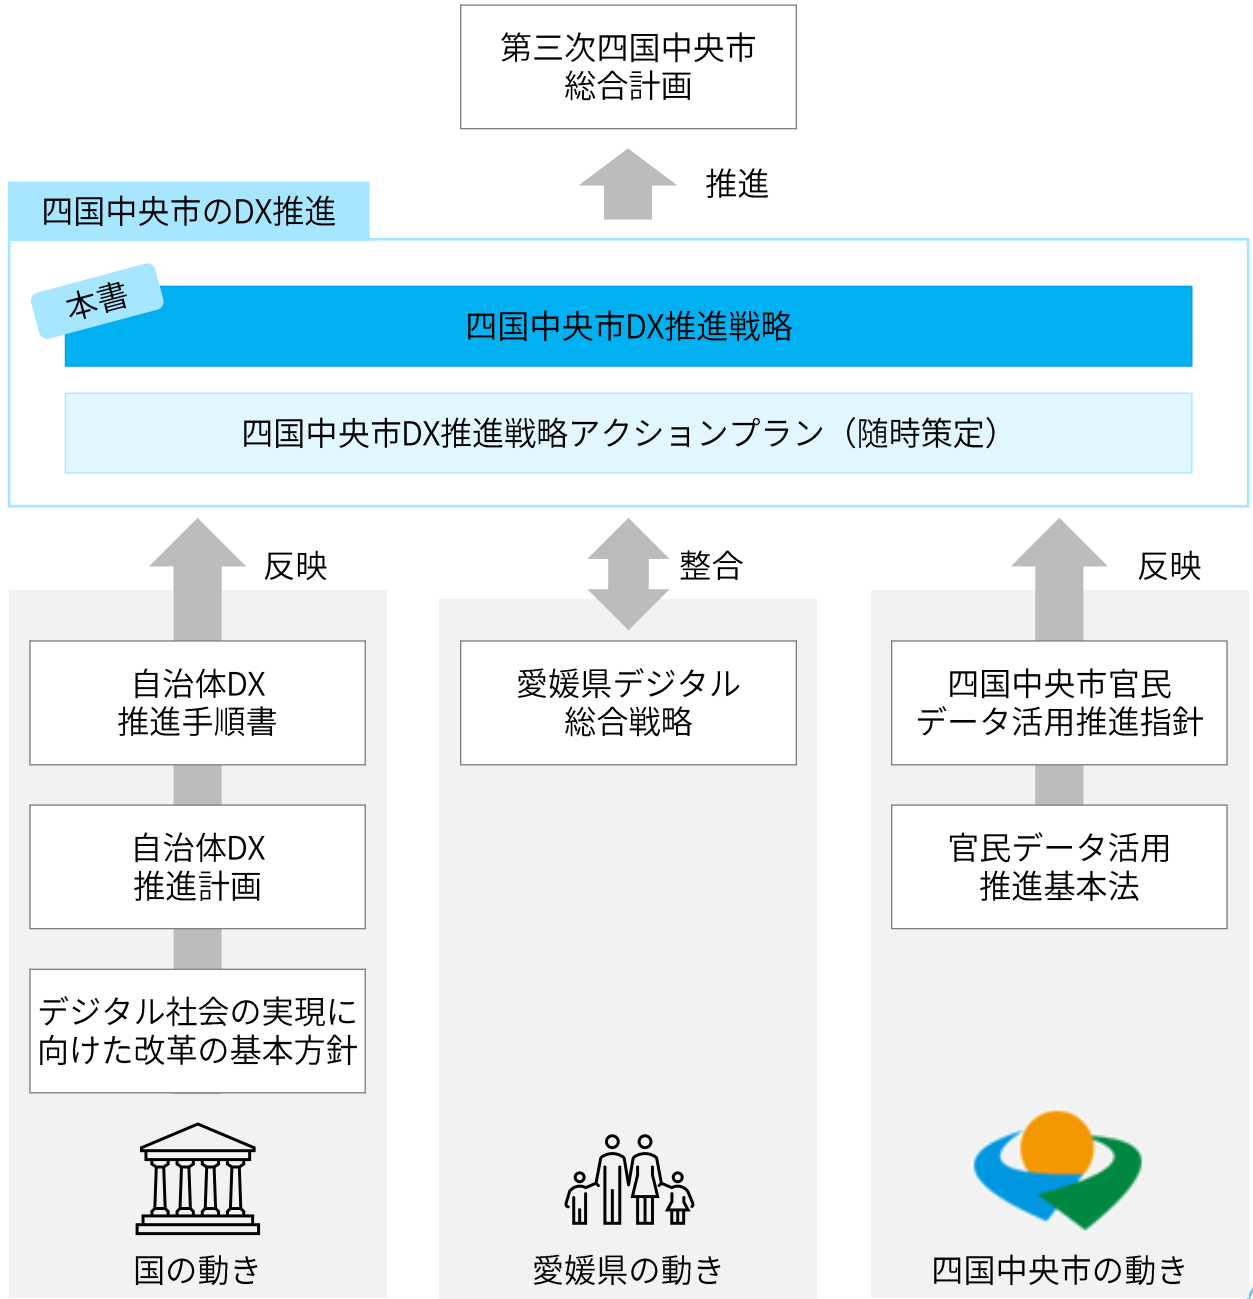 第三次四国中央市
総合計画
推進
四国中央市のDX推進
本書
四国中央市DX推進戦略
四国中央市DX推進戦略アクションプラン（随時策定）
反映
整合
反映
自治体DX
推進手順書
自治体DX
推進計画
デジタル社会の実現に
向けた改革の基本方針
国の動き
愛媛県デジタル
総合戦略
愛媛県の動き
四国中央市官民
データ活用推進指針
官民データ活用
推進基本法
四国中央市の動き